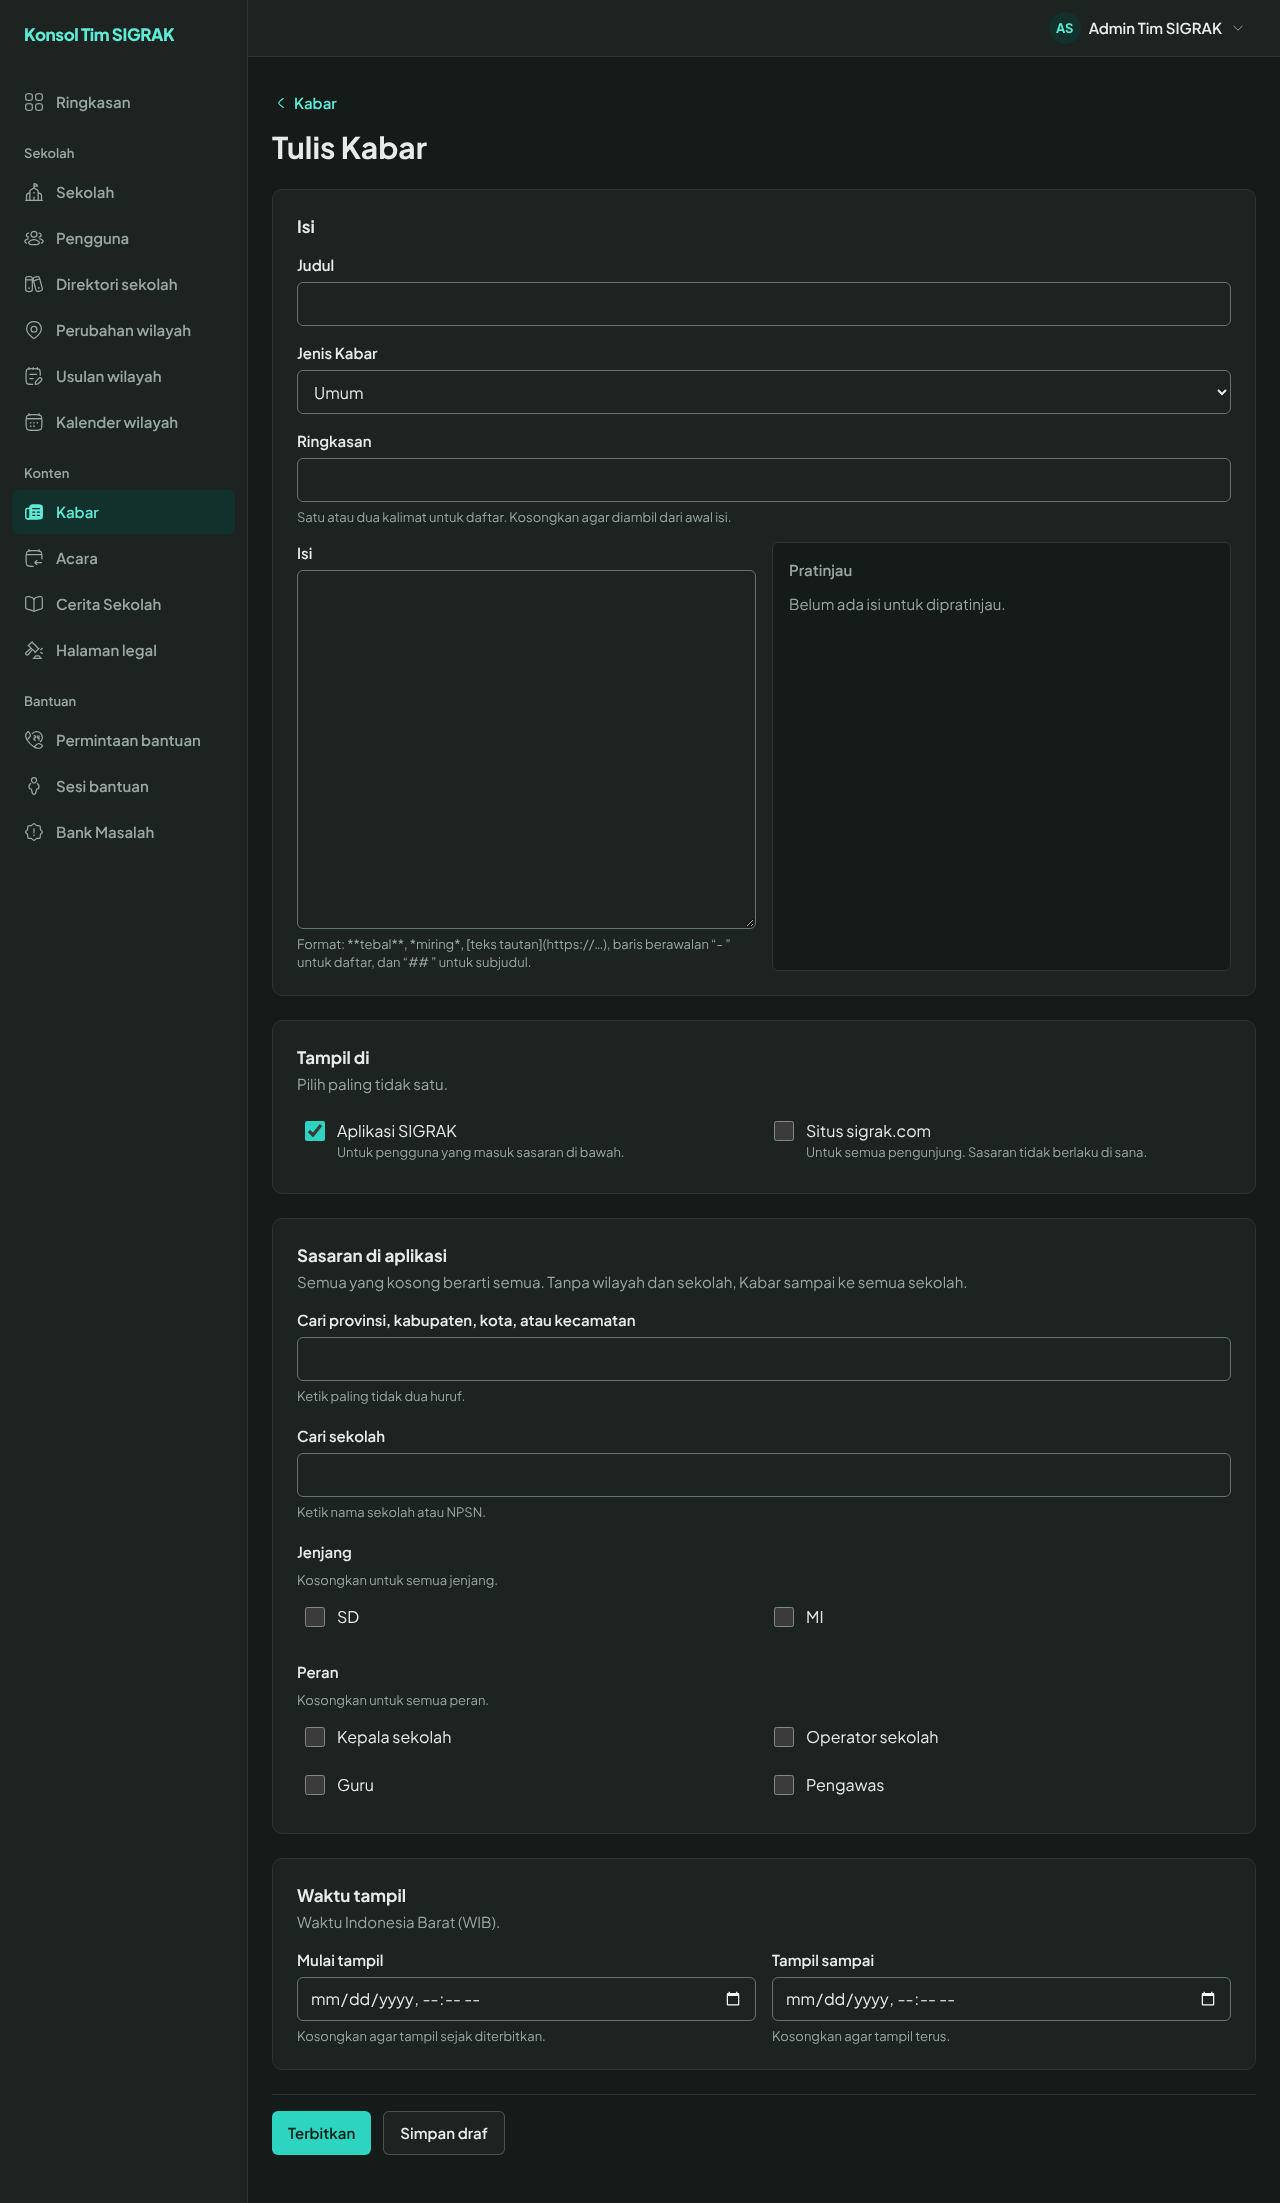 Konsol Tim SIGRAK
AS Admin Tim SIGRAK
Ringkasan
Sekolah
Sekolah
Pengguna
Direktori sekolah
Perubahan wilayah
Usulan wilayah
Kalender wilayah
Konten
Kabar
Acara
Cerita Sekolah
Halaman legal
Bantuan
Permintaan bantuan
Sesi bantuan
Bank Masalah
Kabar
Tulis Kabar
Isi
Judul
Jenis Kabar
Umum
Ringkasan
Satu atau dua kalimat untuk daftar. Kosongkan agar diambil dari awal isi.
Isi
Format: **tebal**, *miring*, [teks tautan](https://…), baris berawalan “- ”
untuk daftar, dan “## ” untuk subjudul.
Pratinjau
Belum ada isi untuk dipratinjau.
Tampil di
Pilih paling tidak satu.
Aplikasi SIGRAK
Untuk pengguna yang masuk sasaran di bawah.
Situs sigrak.com
Untuk semua pengunjung. Sasaran tidak berlaku di sana.
Sasaran di aplikasi
Semua yang kosong berarti semua. Tanpa wilayah dan sekolah, Kabar sampai ke semua sekolah.
Cari provinsi, kabupaten, kota, atau kecamatan
Ketik paling tidak dua huruf.
Cari sekolah
Ketik nama sekolah atau NPSN.
Jenjang
Kosongkan untuk semua jenjang.
SD
MI
Peran
Kosongkan untuk semua peran.
Kepala sekolah
Operator sekolah
Guru
Pengawas
Waktu tampil
Waktu Indonesia Barat (WIB).
Mulai tampil
mm/dd/yyyy, --:-- --
Kosongkan agar tampil sejak diterbitkan.
Tampil sampai
mm/dd/yyyy, --:-- --
Kosongkan agar tampil terus.
Terbitkan
Simpan draf